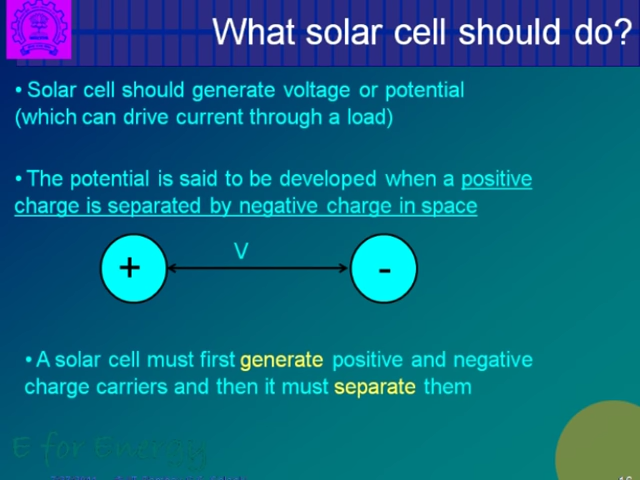 What solar cell should do?
• Solar cell should generate voltage or potential
(which can drive current through a load)
• The potential is said to be developed when a positive
charge is separated by negative charge in space
V
+ -
• A solar cell must first generate positive and negative
charge carriers and then it must separate them
E for Energy